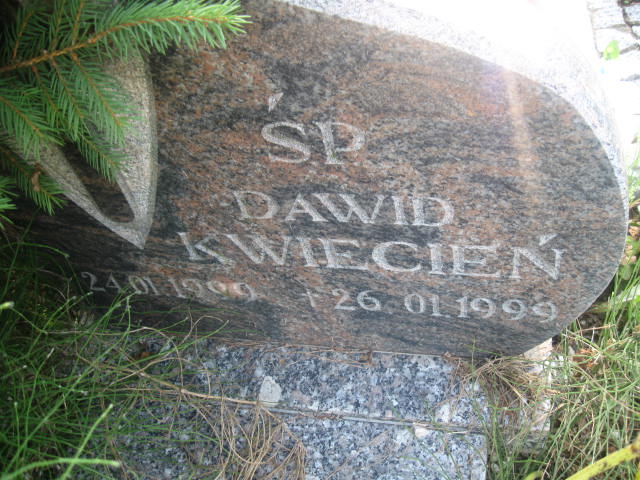 ŚP
DAWID
KWIECIEŃ
24.01.1999 + 26.01.1999